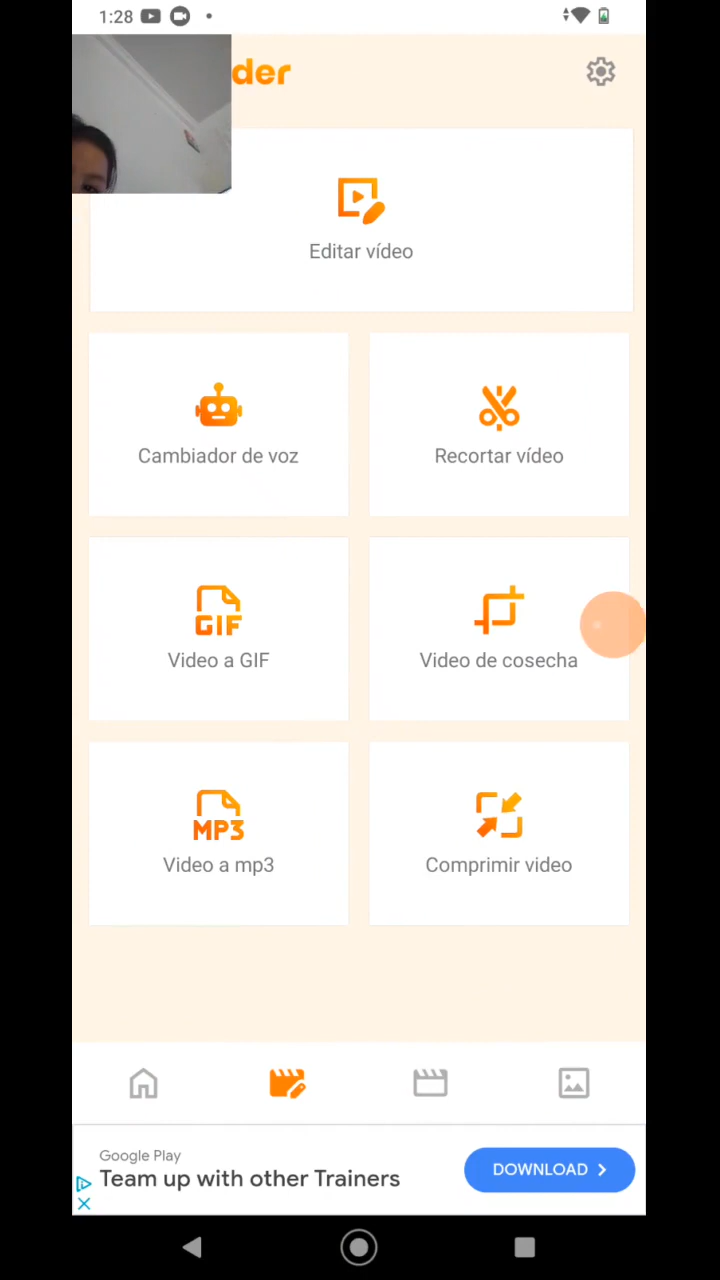 1:28
der
Editar vídeo
Cambiador de voz
Recortar vídeo
GIF
Video a GIF
Video de cosecha
MP3
Video a mp3
Comprimir video
Google Play
Team up with other Trainers
DOWNLOAD